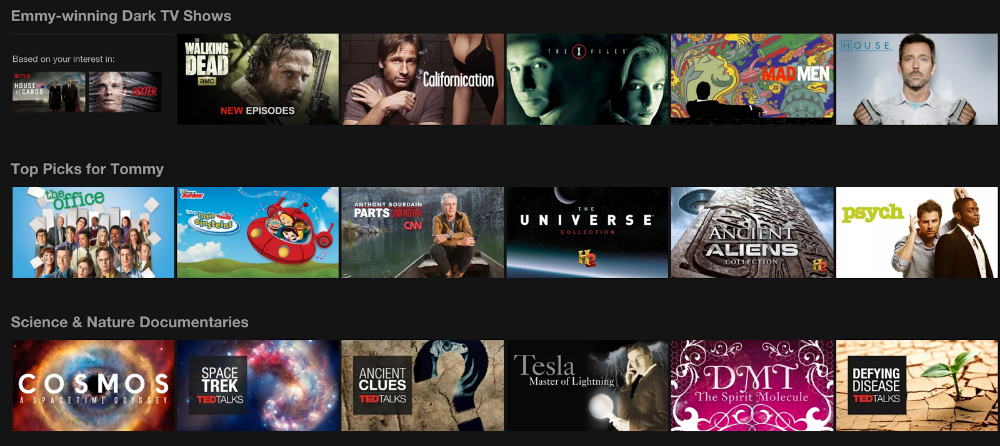 Emmy-winning Dark TV Shows
Based on your interest in:
NETFLIX
HOUSE
of CARDS
DEXTER
THE
WALKING
DEAD
amc
NEW EPISODES
Californication
THE X FILES
MAD MEN
HOUSE
Top Picks for Tommy
the
office
Disney
Junior
Disney
little
einsteins
ANTHONY BOURDAIN
PARTS UNKNOWN
CNN
THE
UNIVERSE
COLLECTION
H2
ANCIENT
ALIENS
COLLECTION
H2
psych
Science & Nature Documentaries
COSMOS
A SPACETIME ODYSSEY
SPACE
TREK
TEDTALKS
ANCIENT
CLUES
TEDTALKS
Tesla
Master of Lightning
DMT
The Spirit Molecule
DEFYING
DISEASE
TEDTALKS